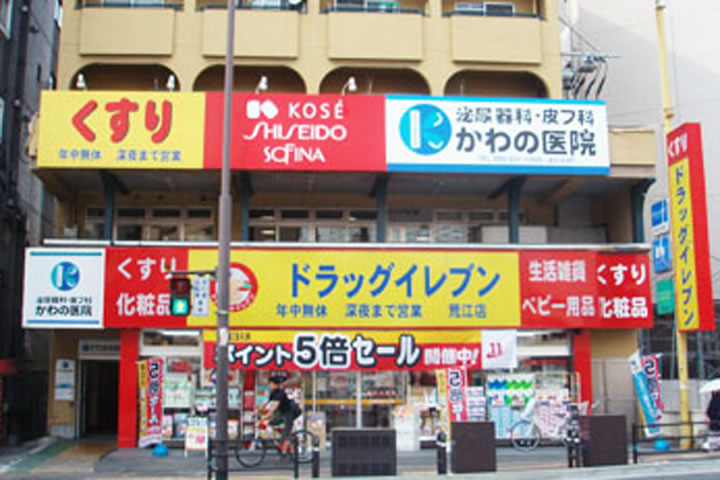 くすり
年中無休 深夜まで営業
KOSÉ
SHISEIDO
SOFINA
泌尿器科・皮フ科
かわの医院
くすり
ドラッグイレブン
泌尿器科・皮フ科
かわの医院
くすり
化粧品
ドラッグイレブン
年中無休 深夜まで営業 荒江店
生活雑貨
ベビー用品
くすり
化粧品
ポイント5倍セール開催中!
11